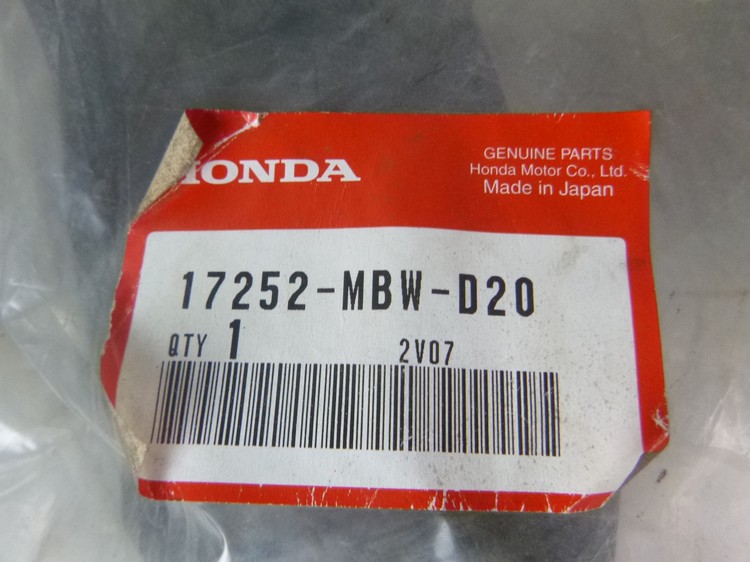 HONDA
GENUINE PARTS
Honda Motor Co., Ltd.
Made in Japan
17252-MBW-D20
QTY 1
2V07